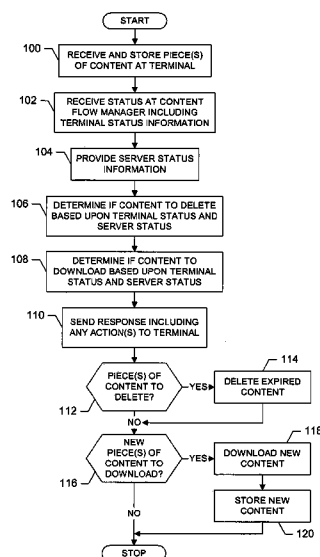 START
100
RECEIVE AND STORE PIECE(S)
OF CONTENT AT TERMINAL
102
RECEIVE STATUS AT CONTENT
FLOW MANAGER INCLUDING
TERMINAL STATUS INFORMATION
104
PROVIDE SERVER STATUS
INFORMATION
106
DETERMINE IF CONTENT TO DELETE
BASED UPON TERMINAL STATUS AND
SERVER STATUS
108
DETERMINE IF CONTENT TO
DOWNLOAD BASED UPON TERMINAL
STATUS AND SERVER STATUS
110
SEND RESPONSE INCLUDING
ANY ACTION(S) TO TERMINAL
PIECE(S) OF
CONTENT TO
DELETE?
112
YES
114
DELETE EXPIRED
CONTENT
NO
NEW
PIECE(S) OF
CONTENT TO
DOWNLOAD?
116
YES
118
DOWNLOAD NEW
CONTENT
STORE NEW
CONTENT
120
NO
STOP